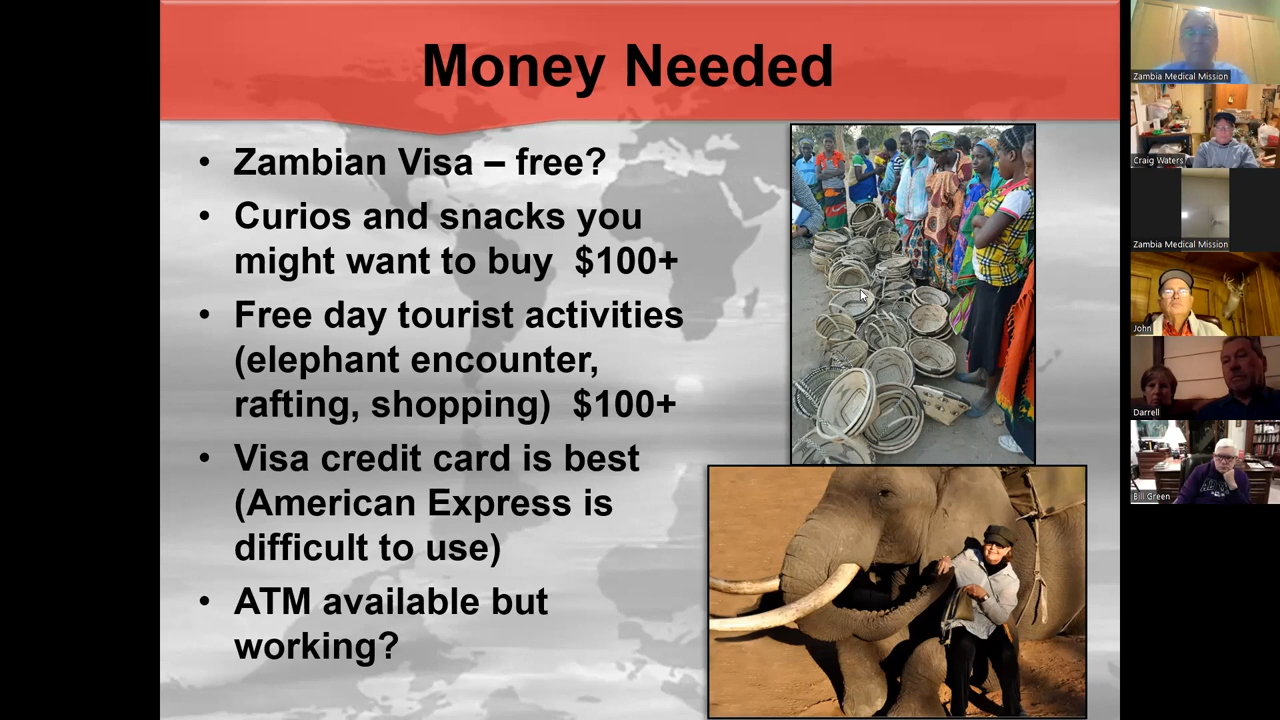 Money Needed
• Zambian Visa – free?
• Curios and snacks you
might want to buy $100+
• Free day tourist activities
(elephant encounter,
rafting, shopping) $100+
• Visa credit card is best
(American Express is
difficult to use)
• ATM available but
working?
Zambia Medical Mission
Craig Waters
Zambia Medical Mission
John
Darrell
Bill Green